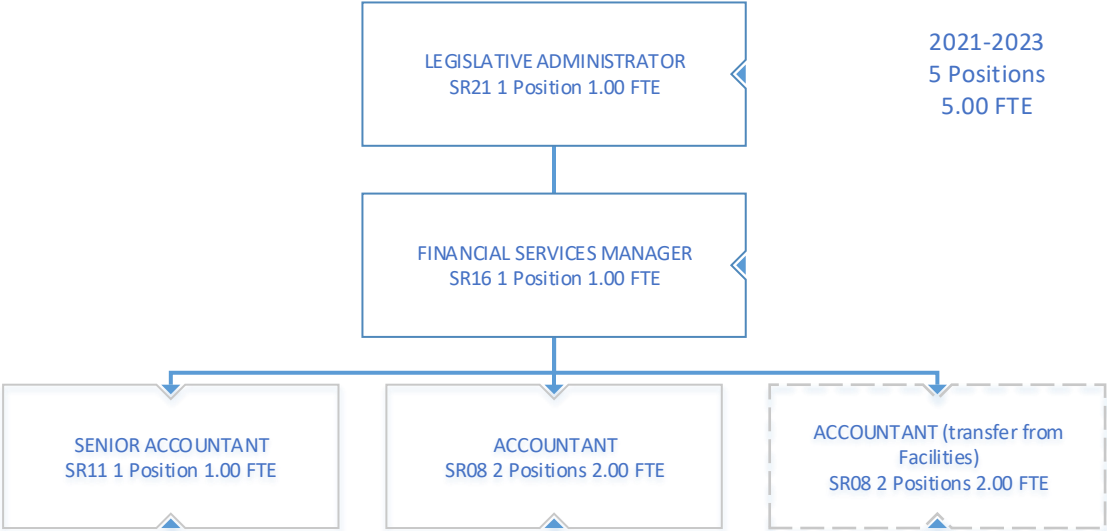 LEGISLATIVE ADMINISTRATOR
SR21 1 Position 1.00 FTE
2021-2023
5 Positions
5.00 FTE
FINANCIAL SERVICES MANAGER
SR16 1 Position 1.00 FTE
SENIOR ACCOUNTANT
SR11 1 Position 1.00 FTE
ACCOUNTANT
SR08 2 Positions 2.00 FTE
ACCOUNTANT (transfer from
Facilities)
SR08 2 Positions 2.00 FTE